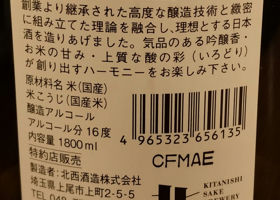 創業より継承された高度な醸造技術と緻密
に組み立てた理論を融合し、理想とする日本
酒を造りあげました。気品のある吟醸香・
お米の甘み・上質な酸の彩(いろどり)
が創り出すハーモニーをお楽しみ下さい。
原材料名 米(国産)
米こうじ(国産米)
醸造アルコール
アルコール分 16度
内容量 1800ml
4 965323 656135
特約店販売
CFMAE
製造者:北西酒造株式会社
埼玉県上尾市上町2-5-5
TEL 048
KITANISHI
SAKE
BREWERY